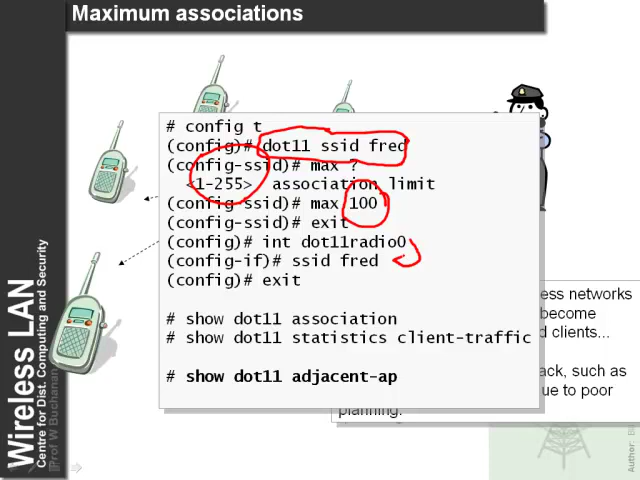 Maximum associations
# config t
(config)# dot11 ssid fred
(config-ssid)# max ?
<1-255> association limit
(config-ssid)# max 100
(config-ssid)# exit
(config)# int dot11radio0
(config-if)# ssid fred
(config)# exit
# show dot11 association
# show dot11 statistics client-traffic
# show dot11 adjacent-ap
ess networks
become
d clients...
ack, such as
ue to poor
planning.
Wireless LAN
Centre for Dist. Computing and Security
Prof W Buchanan
Author: